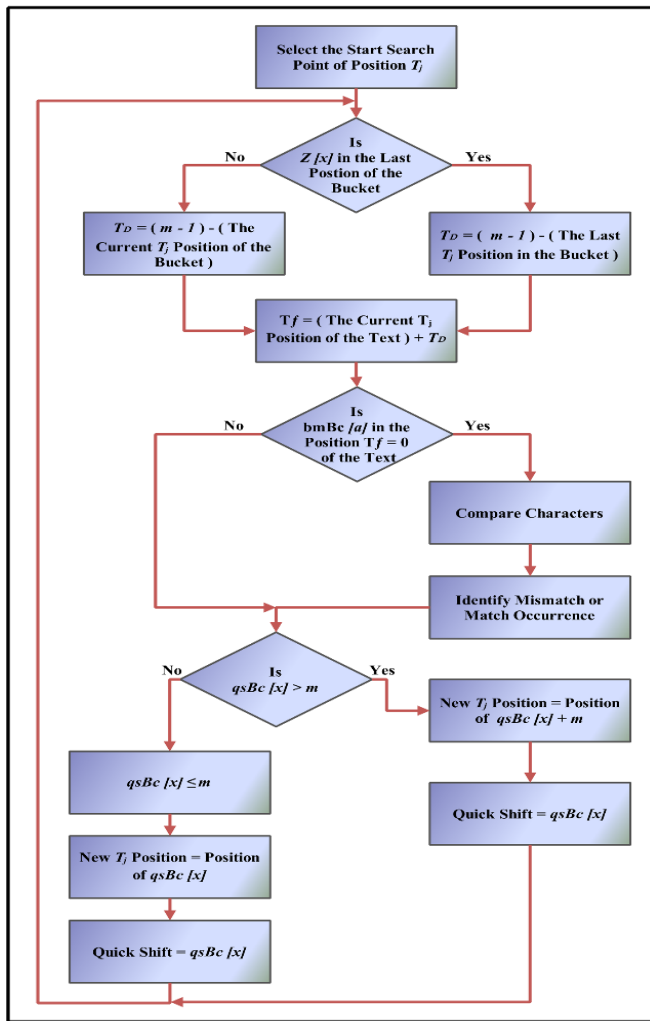 Select the Start Search
Point of Position Tj
Is
Z [x] in the Last
Postion of the
Bucket
No
Yes
TD = ( m - 1 ) - ( The
Current Tj Position of the
Bucket )
TD = ( m - 1 ) - ( The Last
Tj Position in the Bucket )
Tf = ( The Current Tj
Position of the Text ) + TD
Is
bmBc [a] in the
Position Tf = 0
of the Text
No
Yes
Compare Characters
Identify Mismatch or
Match Occurrence
Is
qsBc [x] > m
No
Yes
New Tj Position = Position
of qsBc [x] + m
qsBc [x] ≤ m
Quick Shift = qsBc [x]
New Tj Position = Position
of qsBc [x]
Quick Shift = qsBc [x]